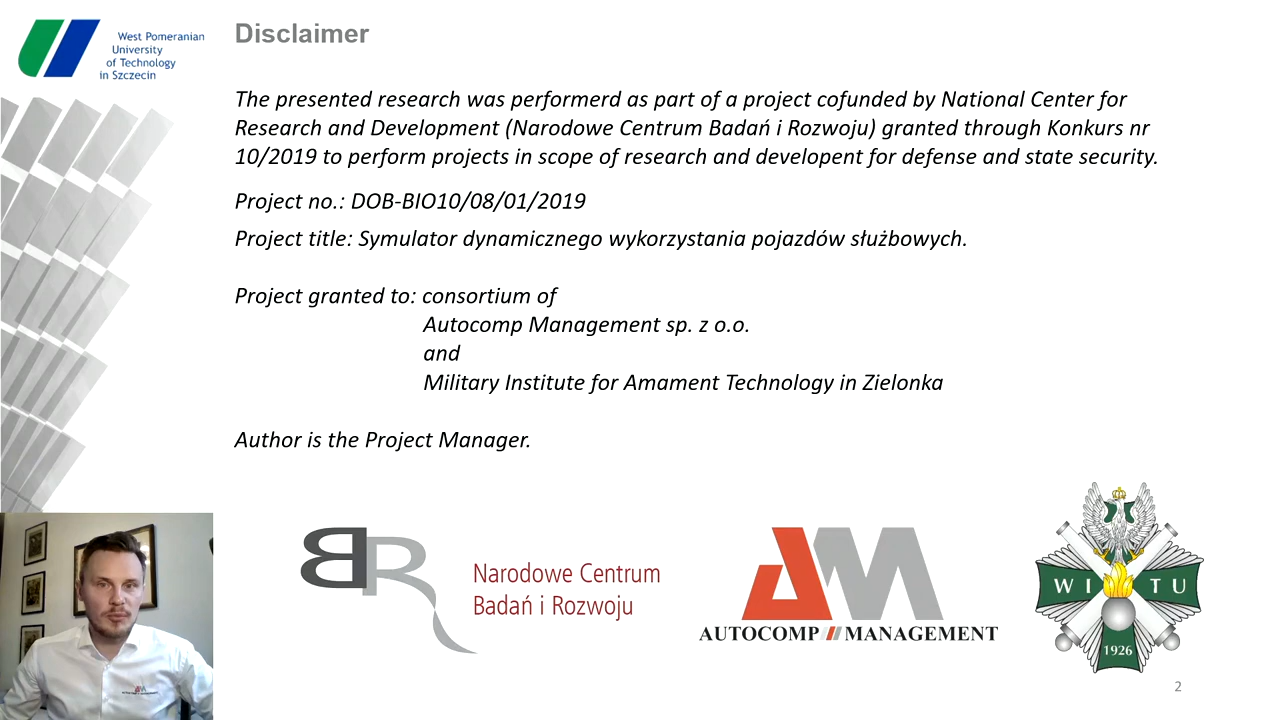 West Pomeranian
University
of Technology
in Szczecin
Disclaimer
The presented research was performerd as part of a project cofunded by National Center for
Research and Development (Narodowe Centrum Badań i Rozwoju) granted through Konkurs nr
10/2019 to perform projects in scope of research and developent for defense and state security.
Project no.: DOB-BIO10/08/01/2019
Project title: Symulator dynamicznego wykorzystania pojazdów służbowych.
Project granted to: consortium of
Autocomp Management sp. z o.o.
and
Military Institute for Amament Technology in Zielonka
Author is the Project Manager.
BR
Narodowe Centrum
Badań i Rozwoju
AM
AUTOCOMP MANAGEMENT
W I T U
1926
2